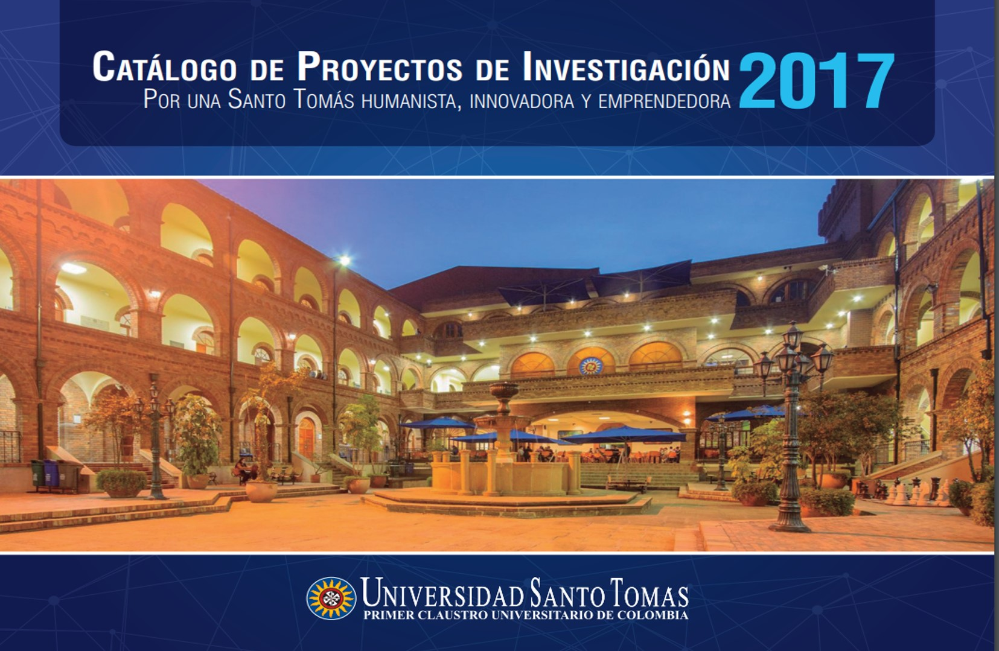 CATÁLOGO DE PROYECTOS DE INVESTIGACIÓN 2017
POR UNA SANTO TOMÁS HUMANISTA, INNOVADORA Y EMPRENDEDORA
UNIVERSIDAD SANTO TOMÁS
PRIMER CLAUSTRO UNIVERSITARIO DE COLOMBIA